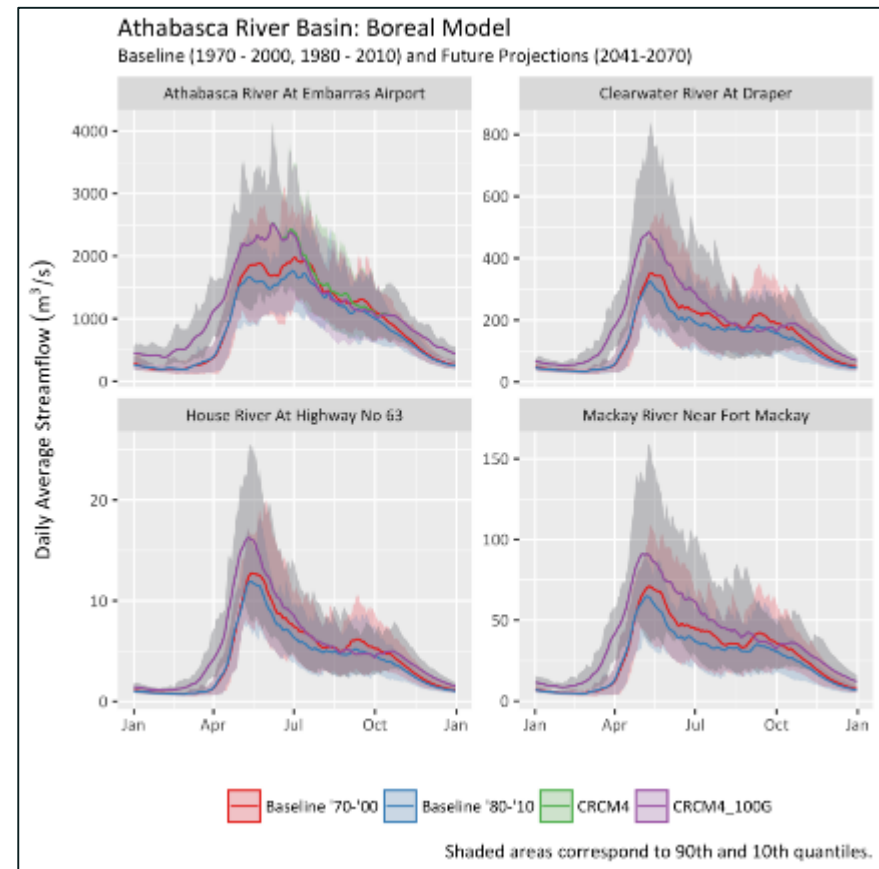 Athabasca River Basin: Boreal Model
Baseline (1970 - 2000, 1980 - 2010) and Future Projections (2041-2070)
Athabasca River At Embarras Airport
Clearwater River At Draper
4000
3000
2000
1000
0
800
600
400
200
0
House River At Highway No 63
Mackay River Near Fort Mackay
20
10
0
150
100
50
0
Jan Apr Jul Oct Jan
Jan Apr Jul Oct Jan
Daily Average Streamflow (m³/s)
Baseline '70-'00 Baseline '80-'10 CRCM4 CRCM4_100G
Shaded areas correspond to 90th and 10th quantiles.